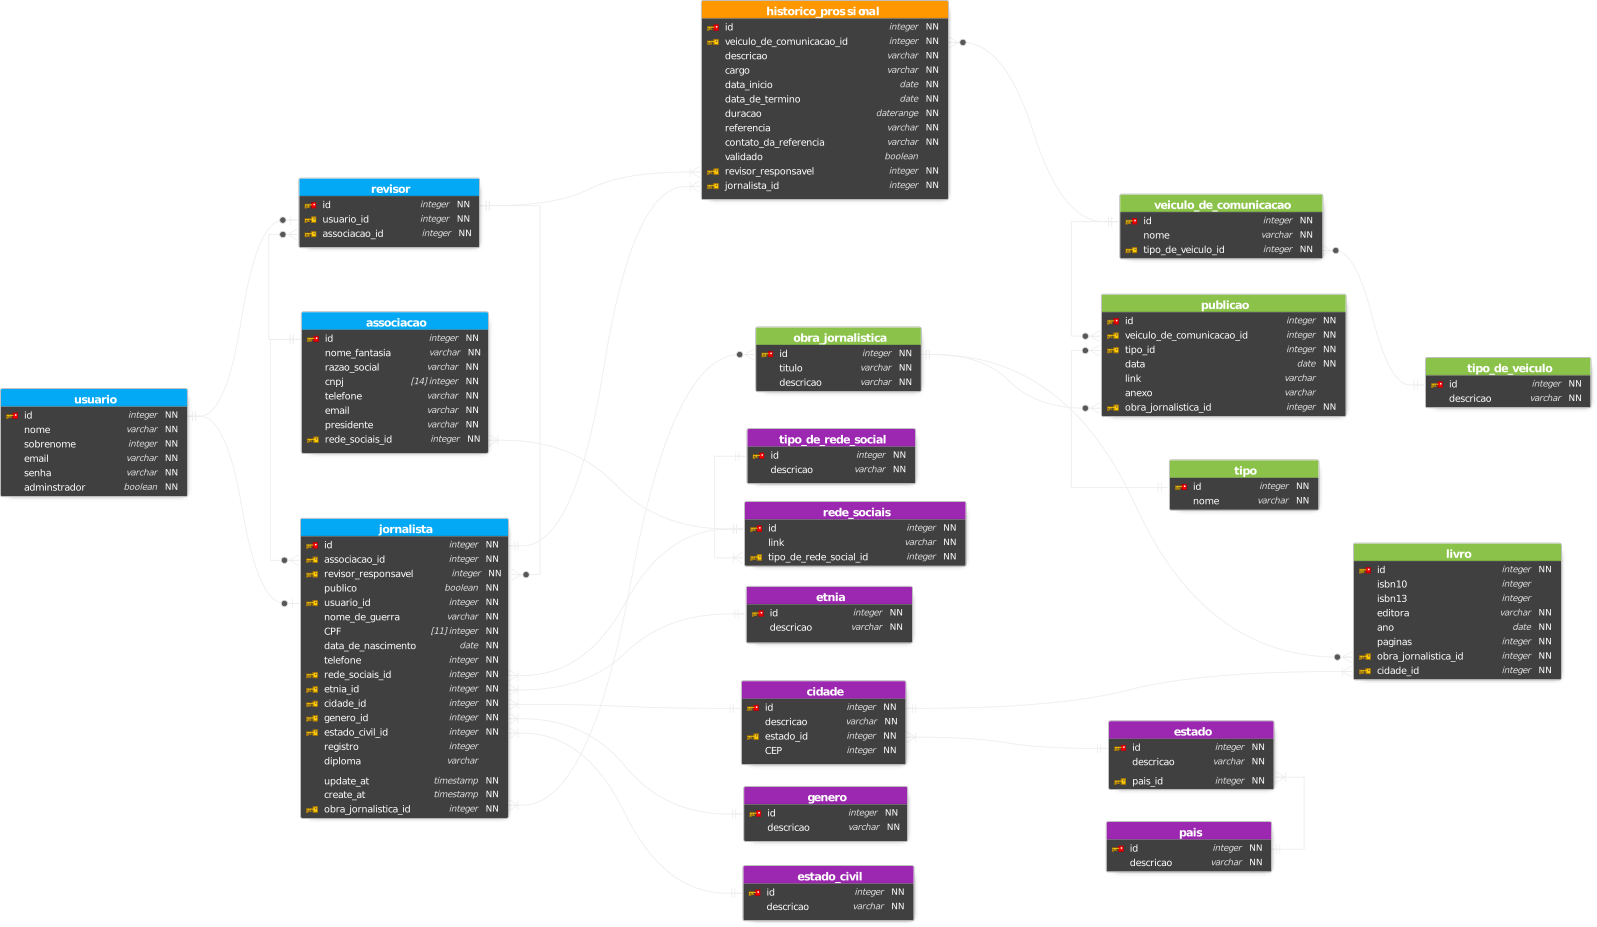 historico_prossional
id integer NN
veiculo_de_comunicacao_id integer NN
descricao varchar NN
cargo varchar NN
data_inicio date NN
data_de_termino date NN
duracao daterange NN
referencia varchar NN
contato_da_referencia varchar NN
validado boolean
revisor_responsavel integer NN
jornalista_id integer NN
revisor
id integer NN
usuario_id integer NN
associacao_id integer NN
veiculo_de_comunicacao
id integer NN
nome varchar NN
tipo_de_veiculo_id integer NN
publicao
id integer NN
veiculo_de_comunicacao_id integer NN
tipo_id integer NN
data date NN
link varchar
anexo varchar
obra_jornalistica_id integer NN
associacao
id integer NN
nome_fantasia varchar NN
razao_social varchar NN
cnpj [14] integer NN
telefone varchar NN
email varchar NN
presidente varchar NN
rede_sociais_id integer NN
obra_jornalistica
id integer NN
titulo varchar NN
descricao varchar NN
tipo_de_veiculo
id integer NN
descricao varchar NN
usuario
id integer NN
nome varchar NN
sobrenome integer NN
email varchar NN
senha varchar NN
adminstrador boolean NN
tipo_de_rede_social
id integer NN
descricao varchar NN
tipo
id integer NN
nome varchar NN
rede_sociais
id integer NN
link varchar NN
tipo_de_rede_social_id integer NN
jornalista
id integer NN
associacao_id integer NN
revisor_responsavel integer NN
publico boolean NN
usuario_id integer NN
nome_de_guerra varchar NN
CPF [11] integer NN
data_de_nascimento date NN
telefone integer NN
rede_sociais_id integer NN
etnia_id integer NN
cidade_id integer NN
genero_id integer NN
estado_civil_id integer NN
registro integer
diploma varchar
update_at timestamp NN
create_at timestamp NN
obra_jornalistica_id integer NN
livro
id integer NN
isbn10 integer
isbn13 integer
editora varchar NN
ano date NN
paginas integer NN
obra_jornalistica_id integer NN
cidade_id integer NN
etnia
id integer NN
descricao varchar NN
cidade
id integer NN
descricao varchar NN
estado_id integer NN
CEP integer NN
estado
id integer NN
descricao varchar NN
pais_id integer NN
genero
id integer NN
descricao varchar NN
pais
id integer NN
descricao varchar NN
estado_civil
id integer NN
descricao varchar NN